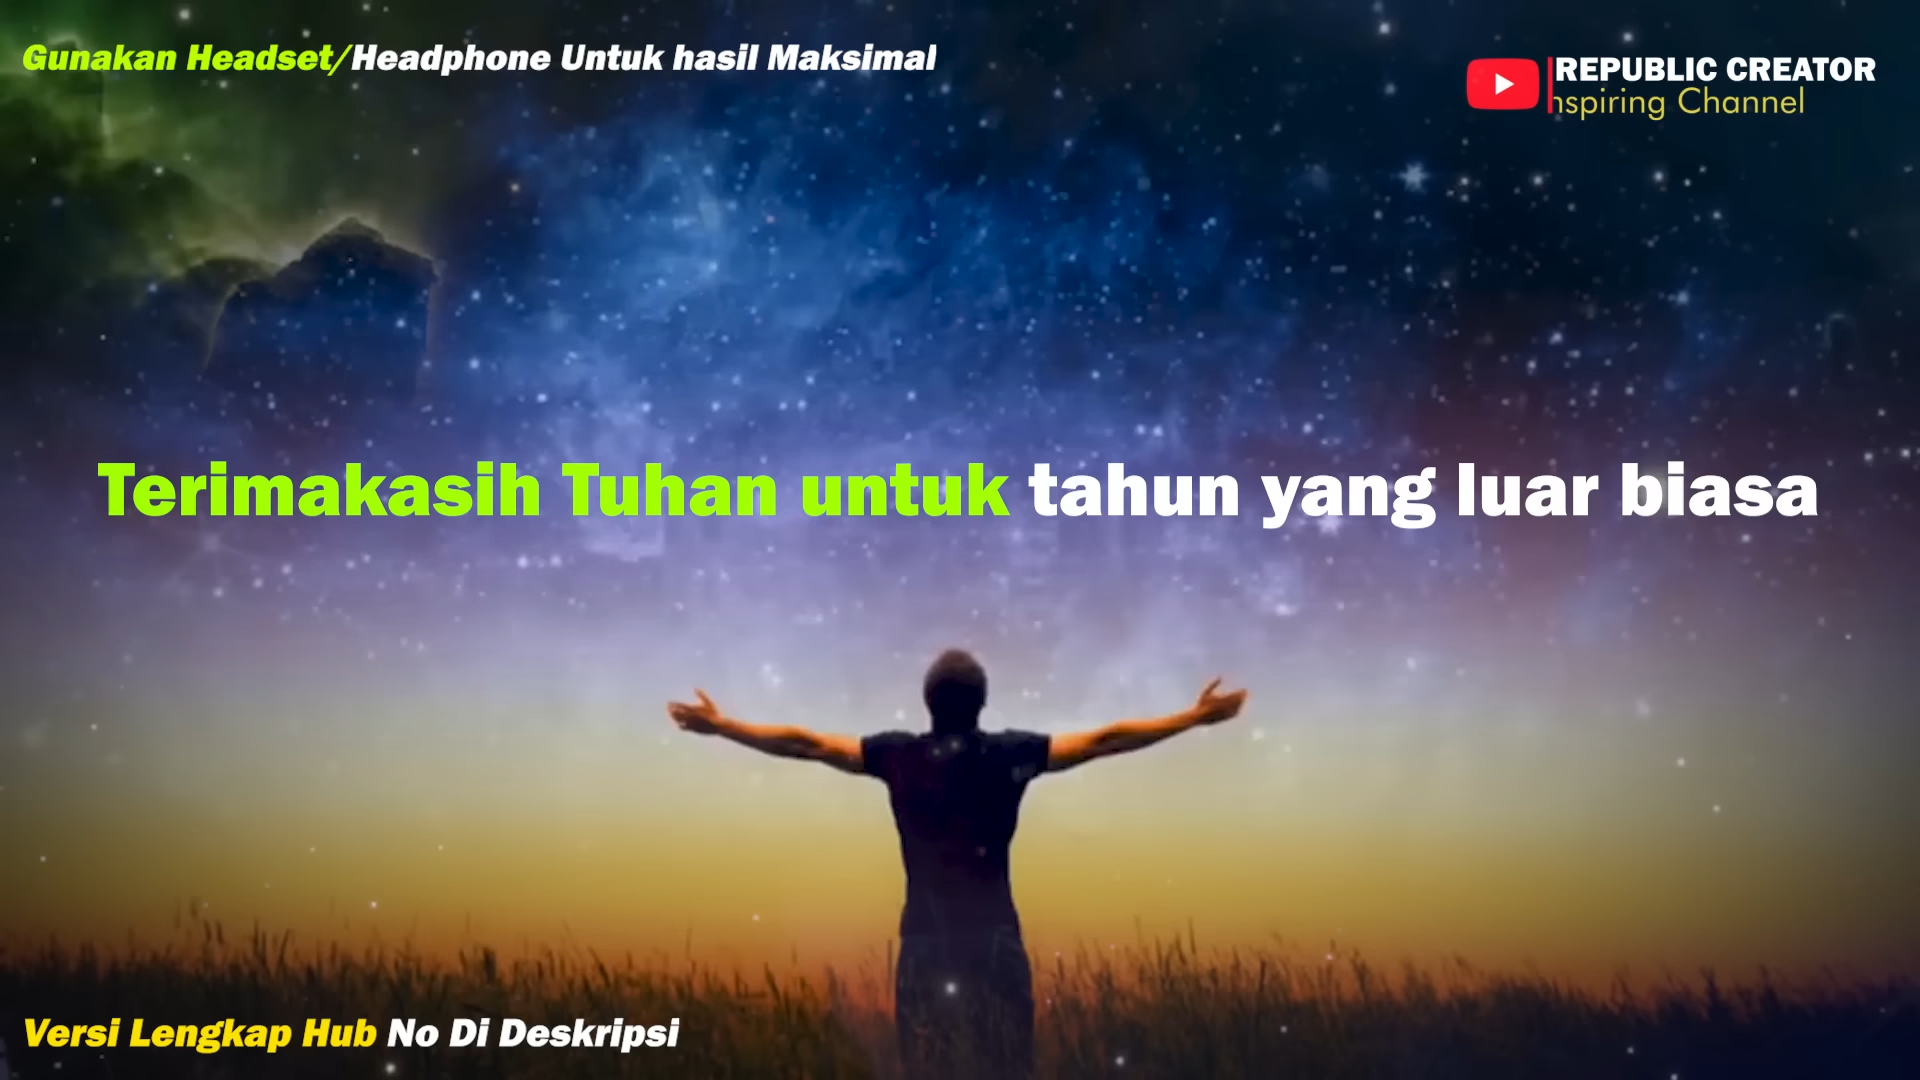 Gunakan Headset/Headphone Untuk hasil Maksimal
REPUBLIC CREATOR
nspiring Channel
Terimakasih Tuhan untuk tahun yang luar biasa
Versi Lengkap Hub No Di Deskripsi